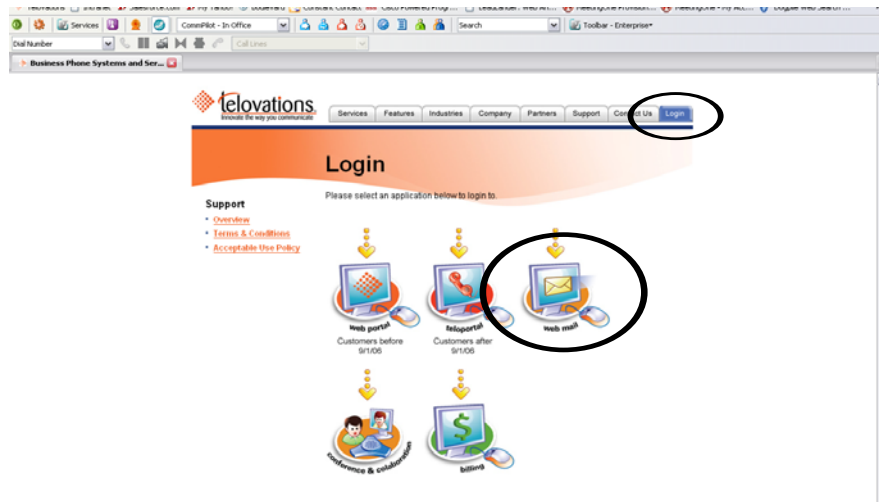 Services CommPilot - In Office Search Toolbar - Enterprise
Dial Number Call Lines
Business Phone Systems and Ser...
telovations
Innovate the way you communicate
Services Features Industries Company Partners Support Contact Us Login
Login
Please select an application below to login to.
Support
Overview
Terms & Conditions
Acceptable Use Policy
web portal teloportal web mail
Customers before 9/1/06
Customers after 9/1/06
conference & colaboration billing